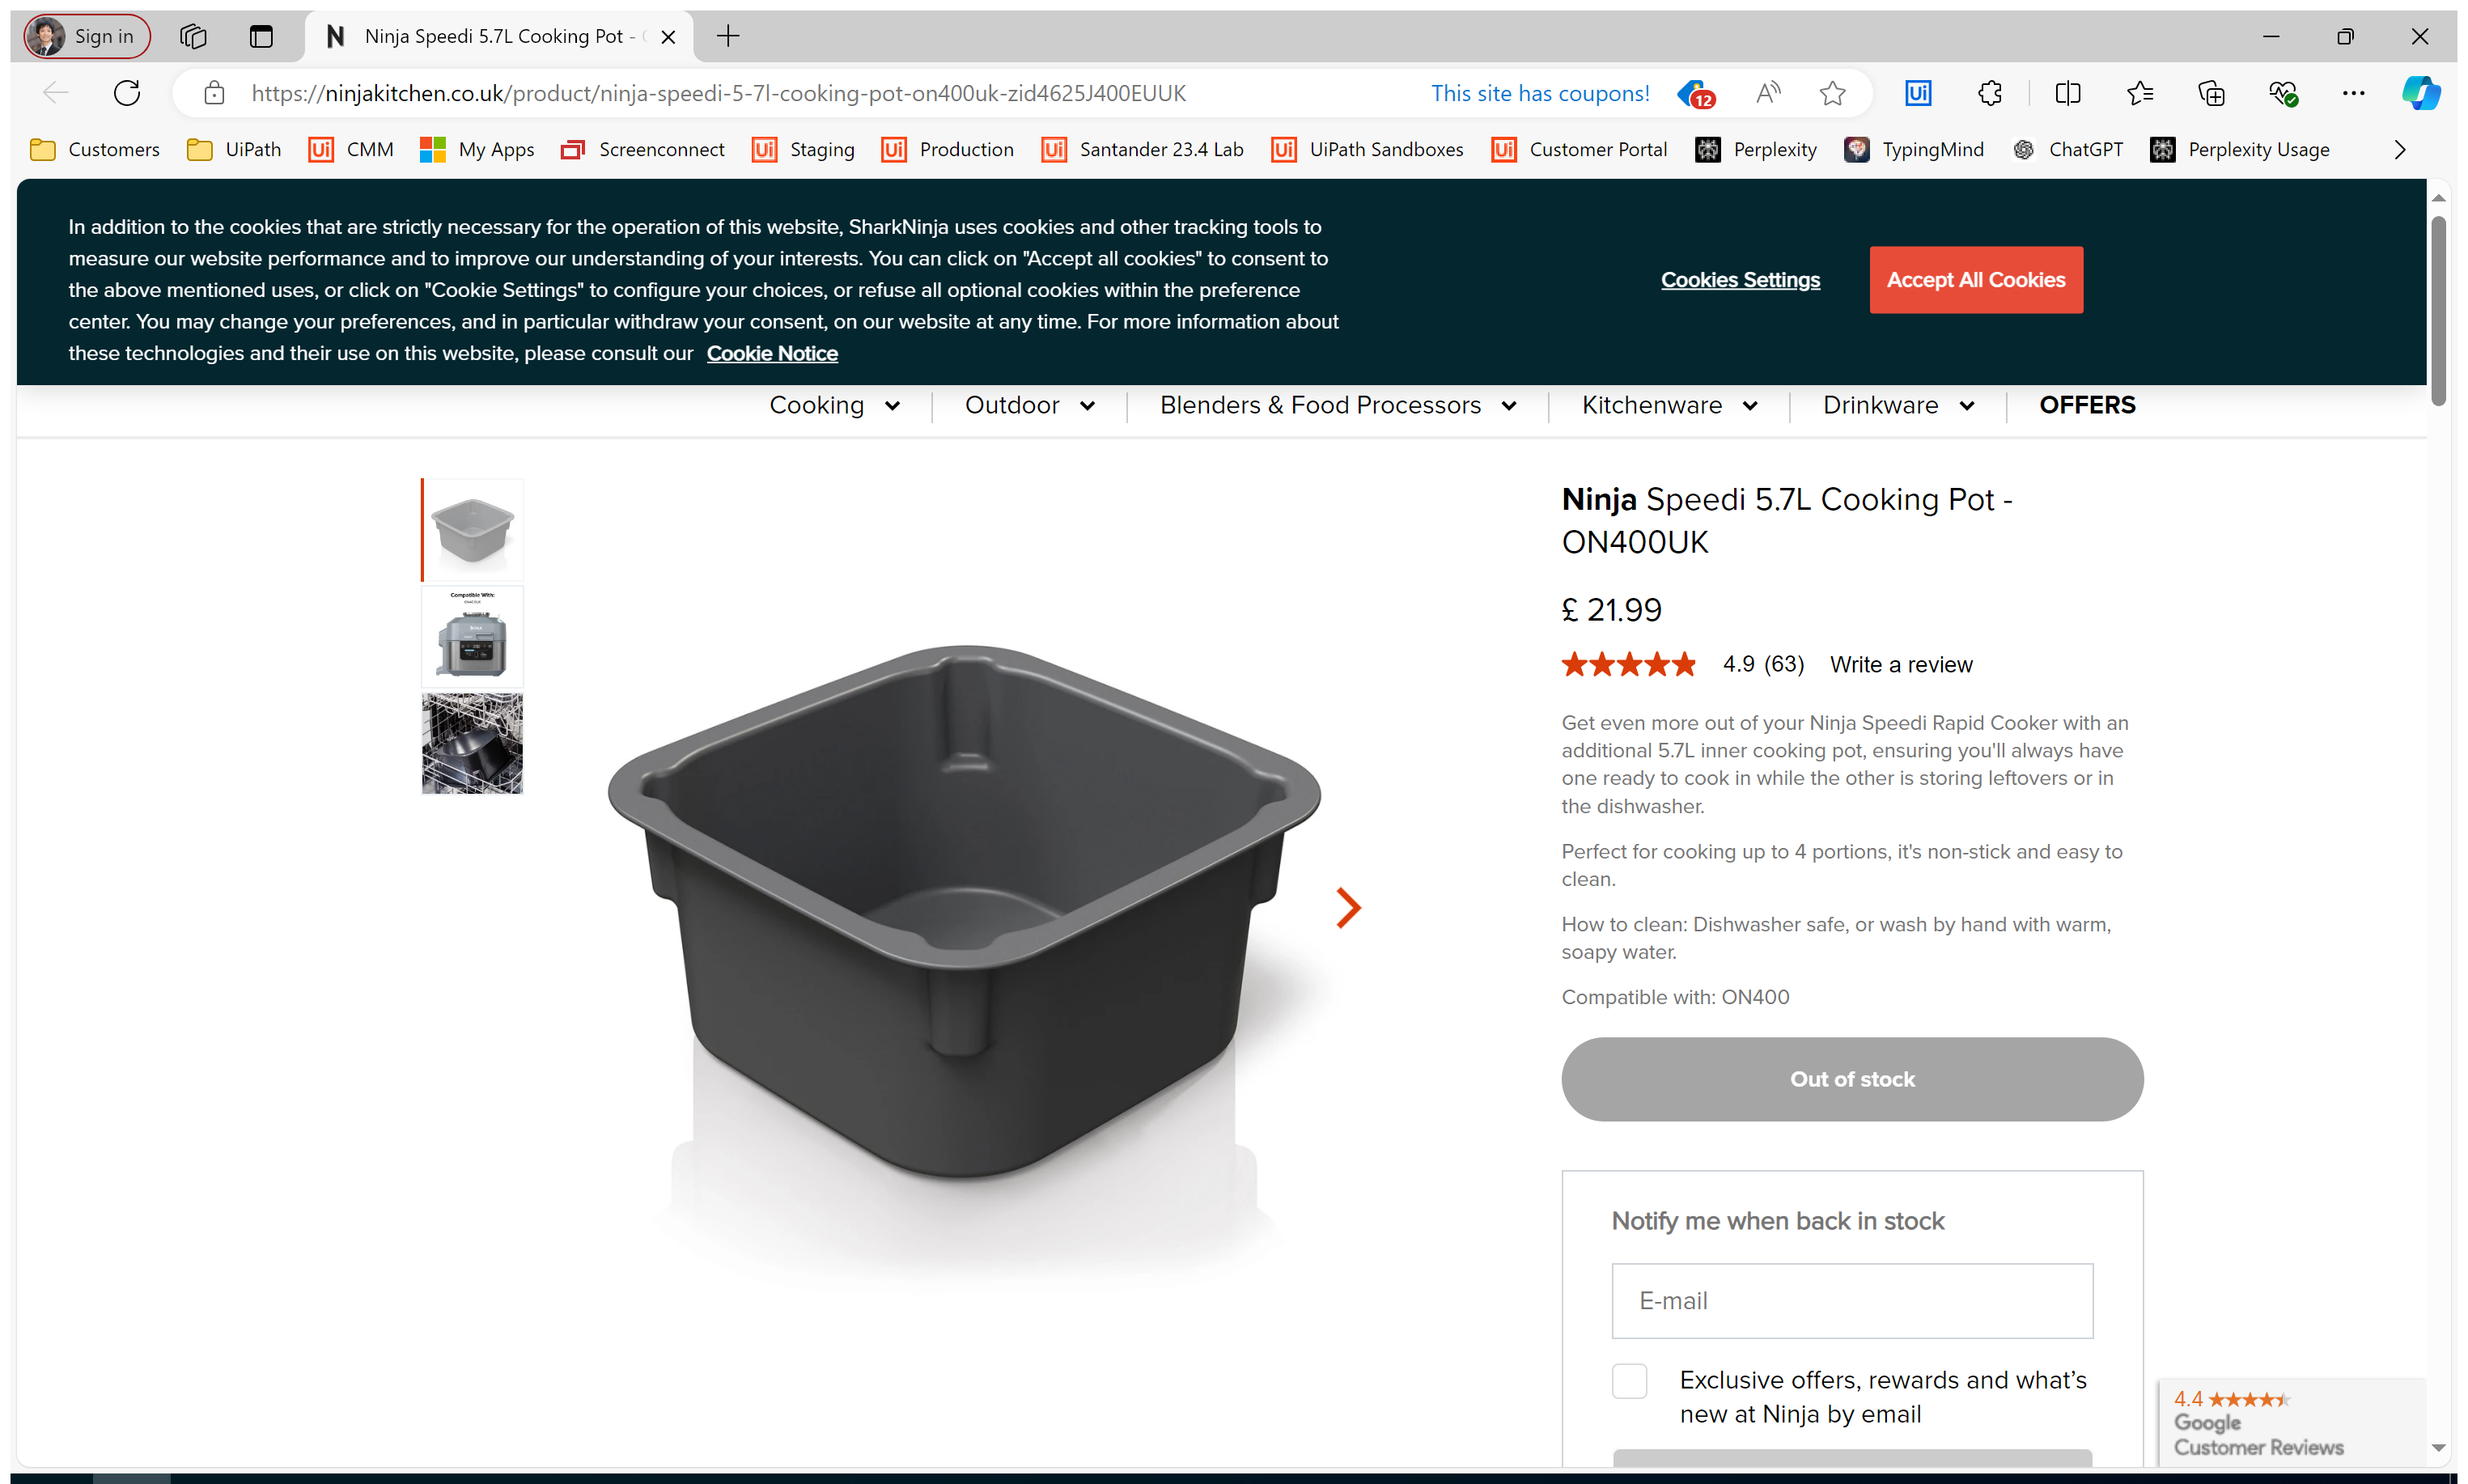 Sign in
Ninja Speedi 5.7L Cooking Pot -
https://ninjakitchen.co.uk/product/ninja-speedi-5-7l-cooking-pot-on400uk-zid4625J400EUUK
This site has coupons!
12
Customers
UiPath
Ui CMM
My Apps
Screenconnect
Ui Staging
Ui Production
Ui Santander 23.4 Lab
Ui UiPath Sandboxes
Ui Customer Portal
Perplexity
TypingMind
ChatGPT
Perplexity Usage
In addition to the cookies that are strictly necessary for the operation of this website, SharkNinja uses cookies and other tracking tools to
measure our website performance and to improve our understanding of your interests. You can click on "Accept all cookies" to consent to
the above mentioned uses, or click on "Cookie Settings" to configure your choices, or refuse all optional cookies within the preference
center. You may change your preferences, and in particular withdraw your consent, on our website at any time. For more information about
these technologies and their use on this website, please consult our Cookie Notice
Cookies Settings
Accept All Cookies
Cooking
Outdoor
Blenders & Food Processors
Kitchenware
Drinkware
OFFERS
Compatible With:
Ninja Speedi 5.7L Cooking Pot -
ON400UK
£ 21.99
4.9 (63) Write a review
Get even more out of your Ninja Speedi Rapid Cooker with an
additional 5.7L inner cooking pot, ensuring you'll always have
one ready to cook in while the other is storing leftovers or in
the dishwasher.
Perfect for cooking up to 4 portions, it's non-stick and easy to
clean.
How to clean: Dishwasher safe, or wash by hand with warm,
soapy water.
Compatible with: ON400
Out of stock
Notify me when back in stock
E-mail
Exclusive offers, rewards and what's
new at Ninja by email
4.4
Google
Customer Reviews